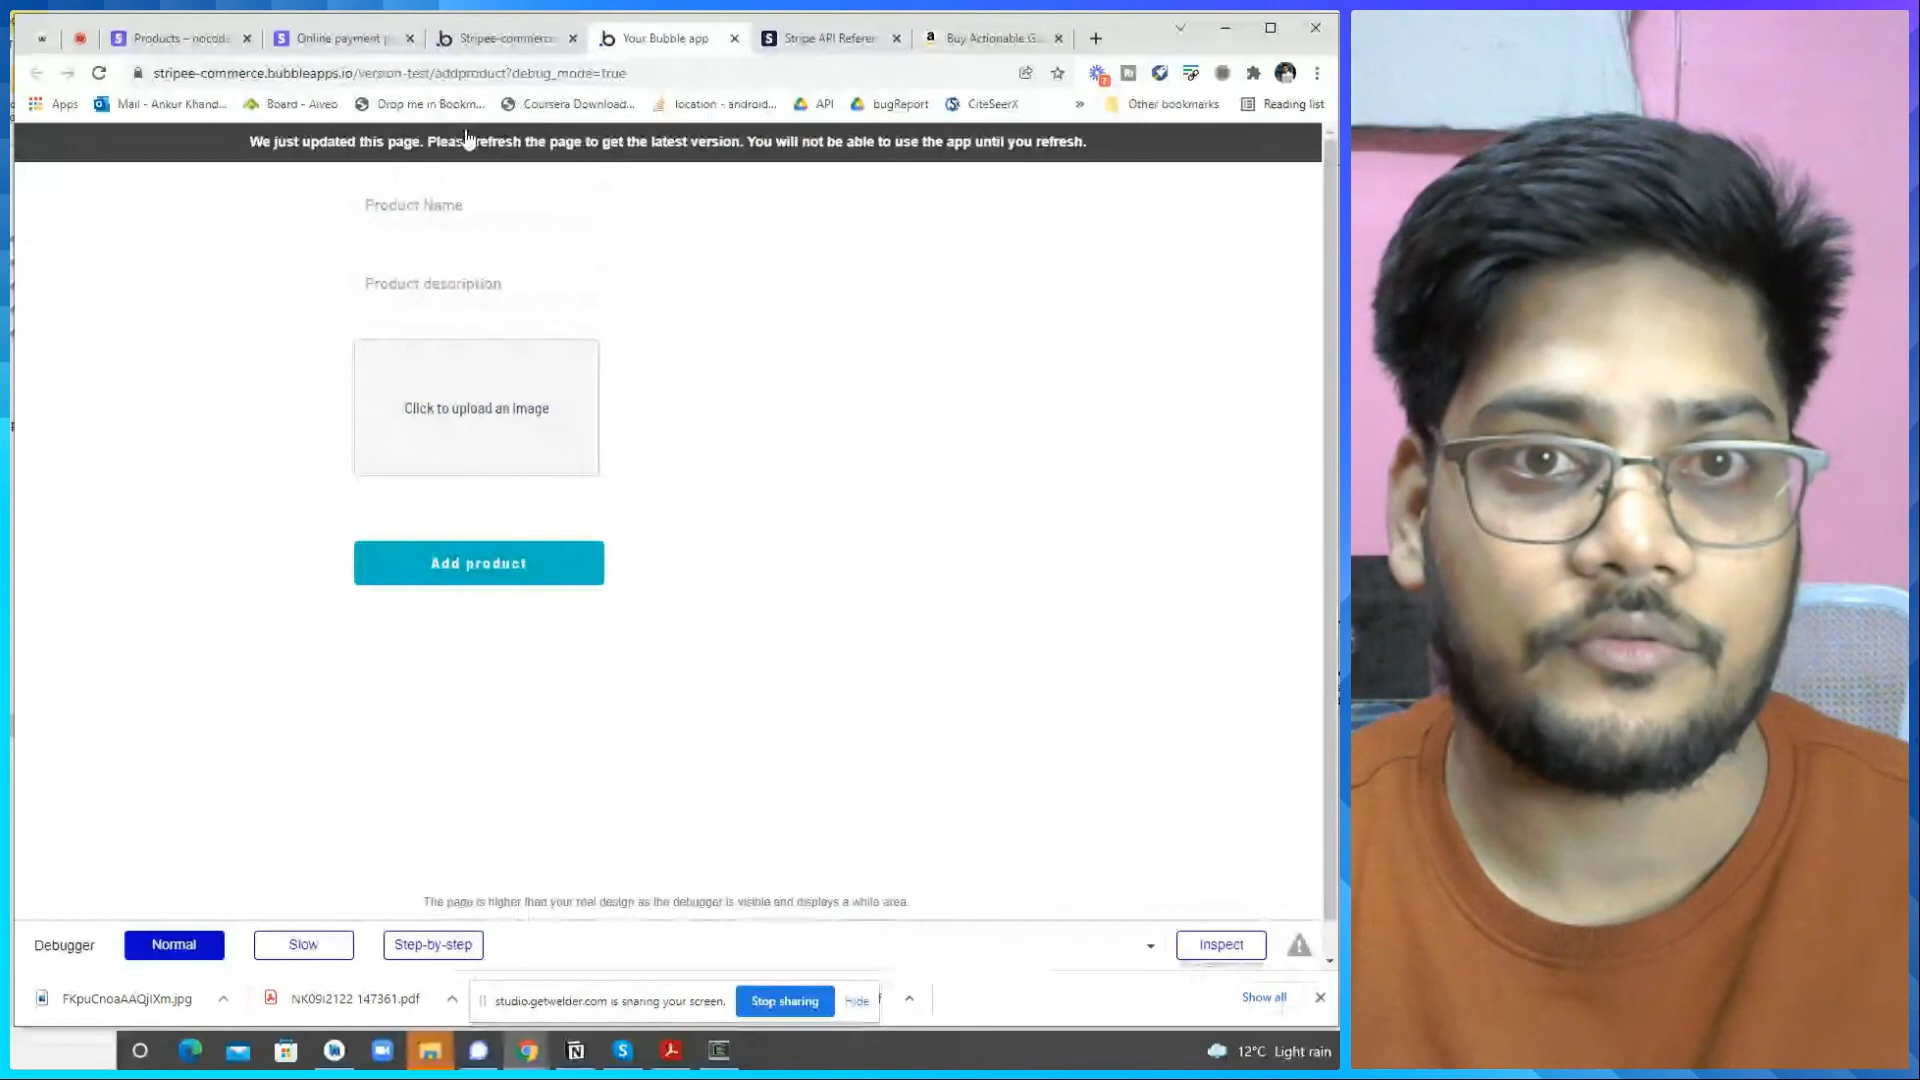 Products – nocod
Online payment p
Stripee-commerce
Your Bubble app
Stripe API Referen
Buy Actionable G
stripee-commerce.bubbleapps.io/version-test/addproduct?debug_mode=true
Apps
Mail - Ankur Khand...
Board - Aiveo
Drop me in Bookm...
Coursera Download...
location - android...
API
bugReport
CiteSeerX
»
Other bookmarks
Reading list
We just updated this page. Please refresh the page to get the latest version. You will not be able to use the app until you refresh.
Product Name
Product description
Click to upload an image
Add product
The page is higher than your real design as the debugger is visible and displays a white area.
Debugger
Normal
Slow
Step-by-step
Inspect
NK09I2122 147361.pdf
studio.getwelder.com is sharing your screen.
Stop sharing
Hide
Show all
12°C Light rain